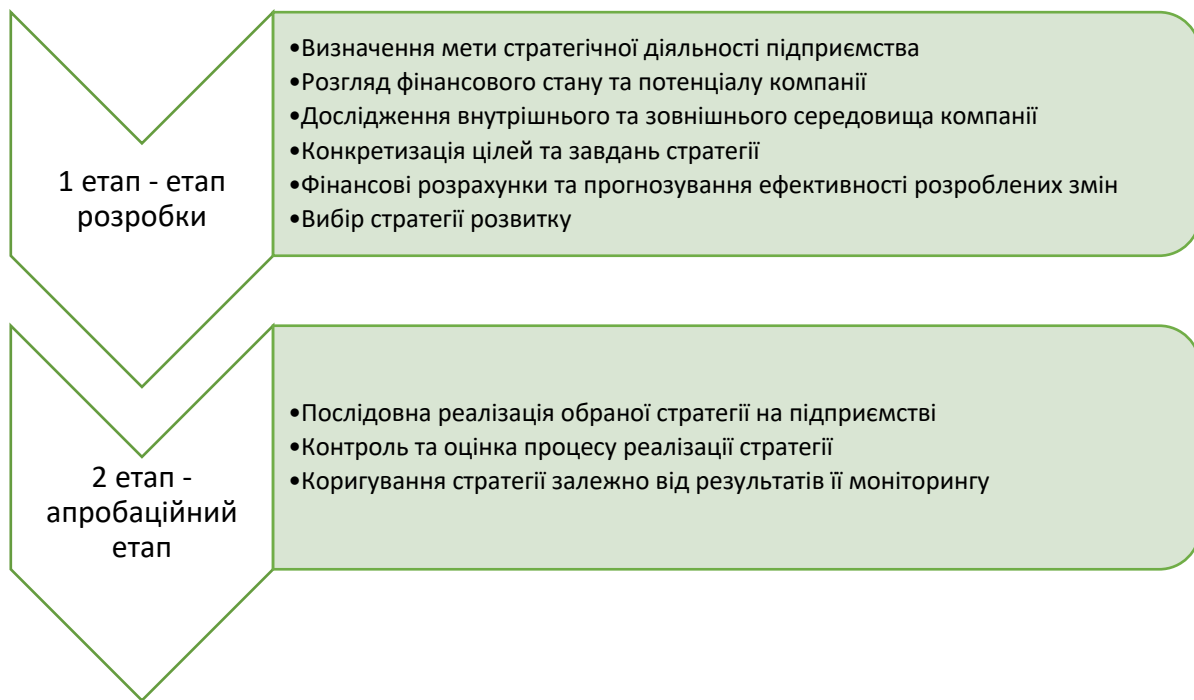 1 етап - етап
розробки
•Визначення мети стратегічної діяльності підприємства
•Розгляд фінансового стану та потенціалу компанії
•Дослідження внутрішнього та зовнішнього середовища компанії
•Конкретизація цілей та завдань стратегії
•Фінансові розрахунки та прогнозування ефективності розроблених змін
•Вибір стратегії розвитку
2 етап -
апробаційний
етап
•Послідовна реалізація обраної стратегії на підприємстві
•Контроль та оцінка процесу реалізації стратегії
•Коригування стратегії залежно від результатів її моніторингу